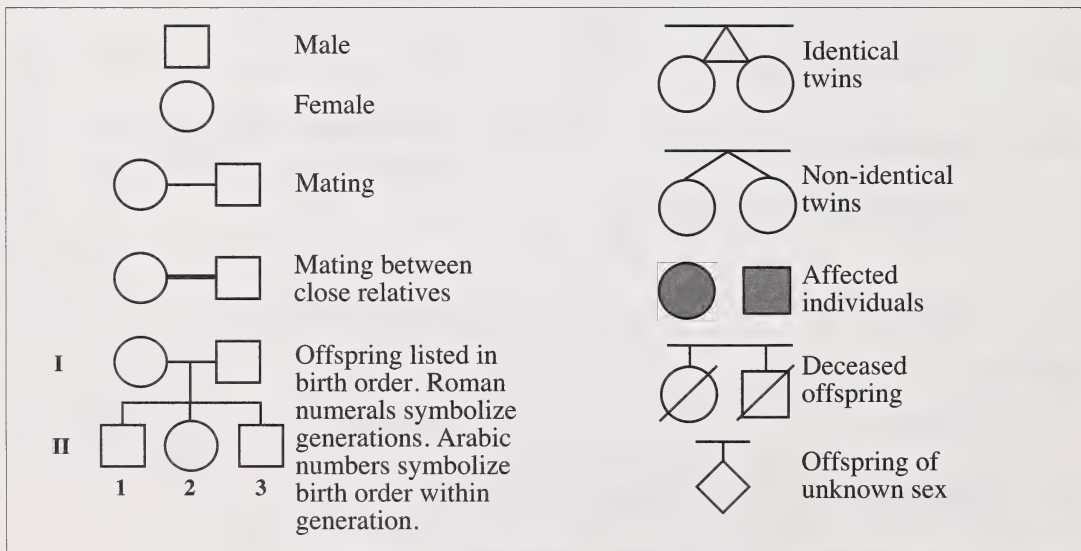 Male
Female
Mating
Mating between
close relatives
I
Offspring listed in
birth order. Roman
numerals symbolize
II
generations. Arabic
numbers symbolize
1 2 3
birth order within
generation.
Identical
twins
Non-identical
twins
Affected
individuals
Deceased
offspring
Offspring of
unknown sex